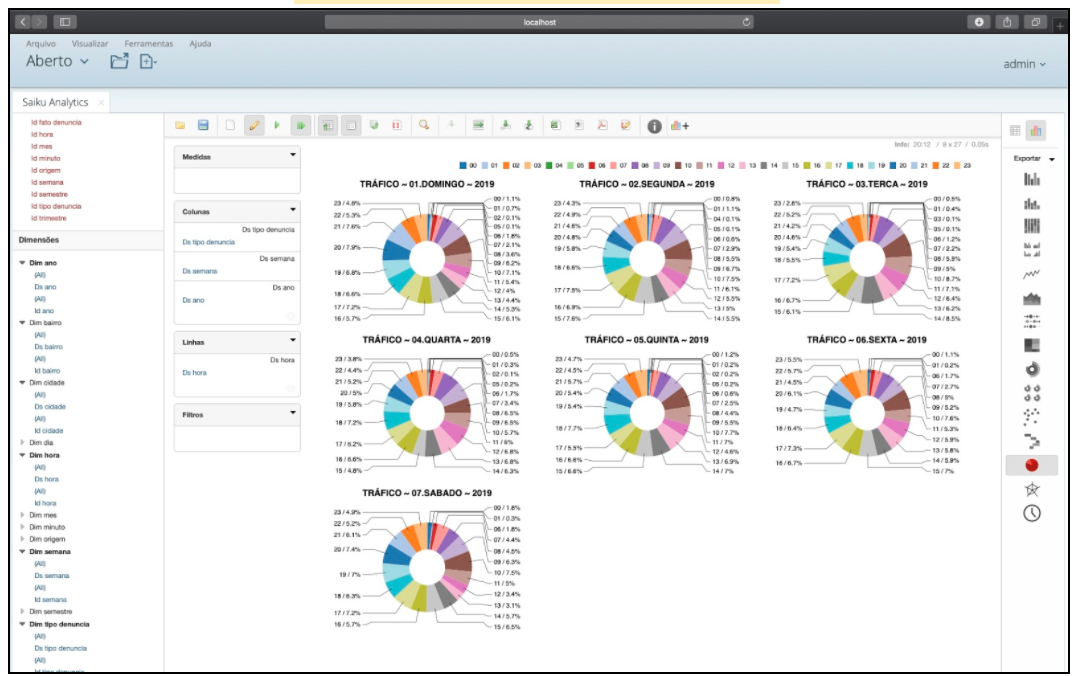 localhost
Arquivo Visualizar Ferramentas Ajuda
Aberto
admin
Saiku Analytics ×
Id fato denuncia
Id hora
Id mes
Id minuto
Id origem
Id semana
Id semestre
Id tipo denuncia
Id trimestre
Dimensões
Dim ano
(All)
Ds ano
(All)
Id ano
Dim bairro
(All)
Ds bairro
(All)
Id bairro
Dim cidade
(All)
Ds cidade
(All)
Id cidade
Dim dia
Dim hora
(All)
Ds hora
(All)
Id hora
Dim mes
Dim minuto
Dim origem
Dim semana
(All)
Ds semana
(All)
Id semana
Dim semestre
Dim tipo denuncia
(All)
Ds tipo denuncia
(All)
Id tipo denuncia
Medidas
Colunas
Ds tipo denuncia
Ds tipo denuncia
Ds semana
Ds semana
Ds ano
Ds ano
Linhas
Ds hora
Ds hora
Filtros
Info: 20:12 / 8 x 27 / 0.05s
Exportar
00 01 02 03 04 05 06 07 08 09 10 11 12 13 14 15 16 17 18 19 20 21 22 23
TRÁFICO ~ 01.DOMINGO ~ 2019
00 / 1.1%
01 / 0.7%
02 / 0.1%
05 / 0.1%
06 / 1.8%
07 / 2.1%
08 / 3.6%
09 / 6.2%
10 / 7.1%
11 / 5.4%
12 / 4%
13 / 4.4%
14 / 5.3%
15 / 6.1%
16 / 5.7%
17 / 7.2%
18 / 6.6%
19 / 6.8%
20 / 7.9%
21 / 7.6%
22 / 5.3%
23 / 4.8%
TRÁFICO ~ 02.SEGUNDA ~ 2019
00 / 0.8%
01 / 1.1%
04 / 0.1%
05 / 0.1%
06 / 0.6%
07 / 2.9%
08 / 5.5%
09 / 6.7%
10 / 7.5%
11 / 6.1%
12 / 5.5%
13 / 5%
14 / 5.5%
15 / 7.6%
16 / 6.9%
17 / 7.5%
18 / 6.6%
19 / 5.8%
20 / 4.8%
21 / 4.6%
22 / 4.9%
23 / 4.3%
TRÁFICO ~ 03.TERCA ~ 2019
00 / 0.5%
01 / 0.4%
03 / 0.1%
05 / 0.1%
06 / 1.2%
07 / 2.2%
08 / 5.9%
09 / 5%
10 / 8.7%
11 / 7.1%
12 / 6.4%
13 / 6.2%
14 / 8.5%
15 / 6.1%
16 / 6.7%
17 / 7.2%
18 / 5.5%
19 / 5.4%
20 / 4.6%
21 / 4.2%
22 / 5.2%
23 / 2.8%
TRÁFICO ~ 04.QUARTA ~ 2019
00 / 0.5%
01 / 0.3%
02 / 0.1%
05 / 0.2%
06 / 1.7%
07 / 3.4%
08 / 6.5%
09 / 6.5%
10 / 5.7%
11 / 6%
12 / 6.8%
13 / 6.8%
14 / 6.3%
15 / 4.8%
16 / 6.6%
17 / 6.2%
18 / 7.2%
19 / 5.8%
20 / 5%
21 / 5.2%
22 / 4.4%
23 / 3.8%
TRÁFICO ~ 05.QUINTA ~ 2019
00 / 1.2%
01 / 0.2%
02 / 0.2%
05 / 0.2%
06 / 0.6%
07 / 2.5%
08 / 4.4%
09 / 5.5%
10 / 7.7%
11 / 7%
12 / 4.6%
13 / 6.9%
14 / 7%
15 / 6.6%
16 / 6.6%
17 / 5.5%
18 / 7.7%
19 / 5.4%
20 / 5.4%
21 / 5.7%
22 / 4.5%
23 / 4.7%
TRÁFICO ~ 06.SEXTA ~ 2019
00 / 1.1%
01 / 0.2%
06 / 1.7%
07 / 2.7%
08 / 5%
09 / 5.2%
10 / 7.6%
11 / 5.3%
12 / 5.9%
13 / 5.8%
14 / 5.9%
15 / 7%
16 / 6.7%
17 / 7.3%
18 / 6.4%
19 / 4.7%
20 / 6.1%
21 / 4.5%
22 / 5.7%
23 / 5.5%
TRÁFICO ~ 07.SABADO ~ 2019
00 / 1.8%
01 / 0.3%
06 / 1.8%
07 / 4.4%
08 / 4.5%
09 / 6.3%
10 / 7.5%
11 / 5%
12 / 3.4%
13 / 3.1%
14 / 5.7%
15 / 6.5%
16 / 5.7%
17 / 7.2%
18 / 6.3%
19 / 7%
20 / 7.4%
21 / 6.1%
22 / 5.2%
23 / 4.9%